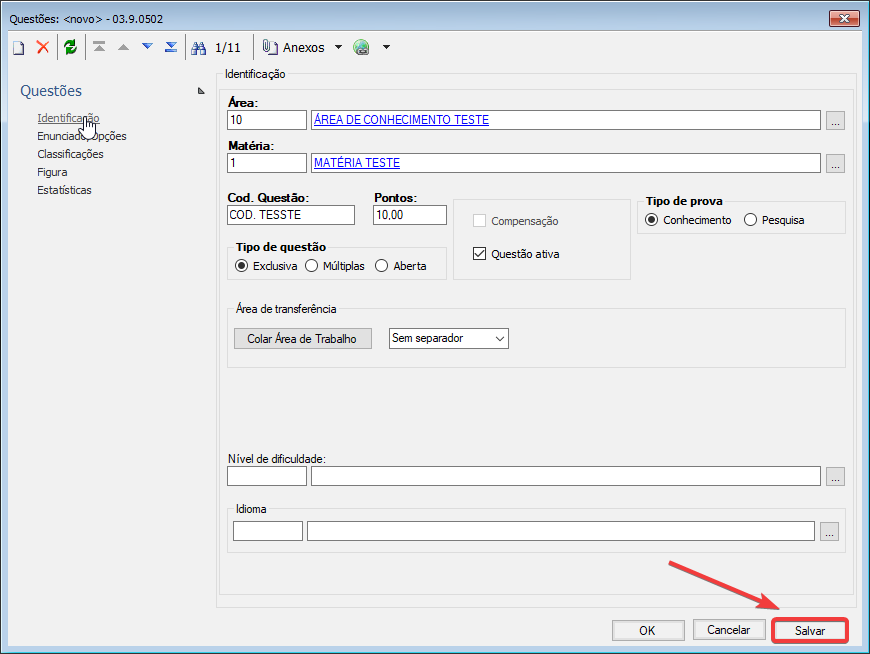 Questões: <novo> - 03.9.0502
1/11 Anexos
Questões
Identificação
Enunciado/Opções
Classificações
Figura
Estatísticas
Identificação
Área:
10 ÁREA DE CONHECIMENTO TESTE ...
Matéria:
1 MATÉRIA TESTE ...
Cod. Questão: Pontos:
COD. TESSTE 10,00
Compensação
Questão ativa
Tipo de prova
Conhecimento Pesquisa
Tipo de questão
Exclusiva Múltiplas Aberta
Área de transferência
Colar Área de Trabalho Sem separador
Nível de dificuldade:
...
Idioma
...
OK Cancelar Salvar